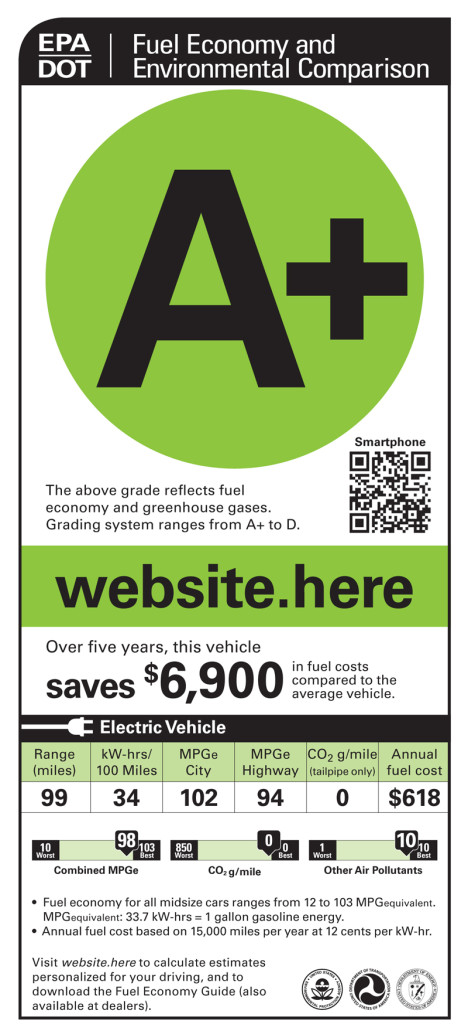 EPA
DOT
Fuel Economy and
Environmental Comparison
A+
Smartphone
The above grade reflects fuel
economy and greenhouse gases.
Grading system ranges from A+ to D.
website.here
Over five years, this vehicle
saves $6,900
in fuel costs
compared to the
average vehicle.
Electric Vehicle
Range
(miles)
99
kW-hrs/
100 Miles
34
MPGe
City
102
MPGe
Highway
94
CO2 g/mile
(tailpipe only)
0
Annual
fuel cost
$618
10
Worst
98
103
Best
Combined MPGe
850
Worst
0
0
Best
CO2 g/mile
1
Worst
10
10
Best
Other Air Pollutants
• Fuel economy for all midsize cars ranges from 12 to 103 MPGequivalent.
MPGequivalent: 33.7 kW-hrs = 1 gallon gasoline energy.
• Annual fuel cost based on 15,000 miles per year at 12 cents per kW-hr.
Visit website.here to calculate estimates
personalized for your driving, and to
download the Fuel Economy Guide (also
available at dealers).